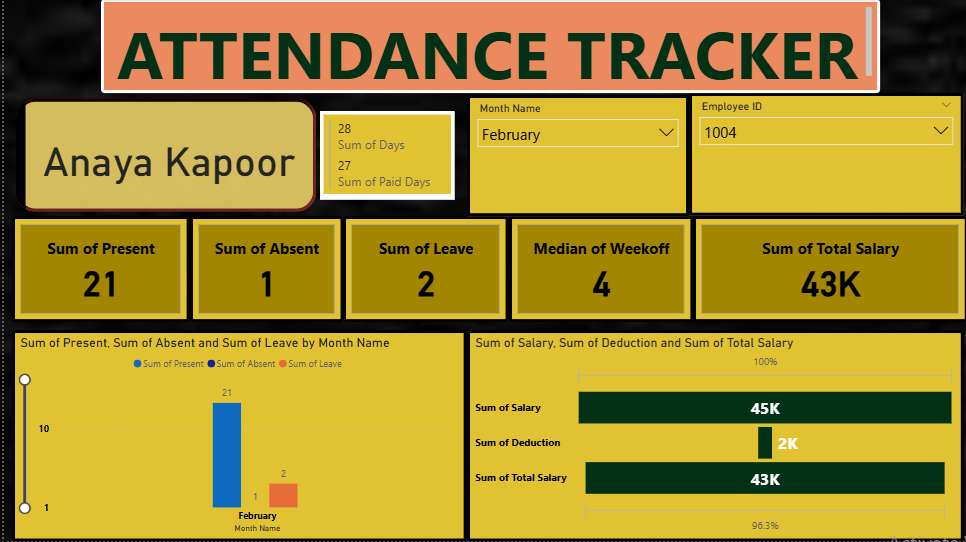 ATTENDANCE TRACKER
Anaya Kapoor
28
Sum of Days
27
Sum of Paid Days
Month Name
February
Employee ID
1004
Sum of Present
21
Sum of Absent
1
Sum of Leave
2
Median of Weekoff
4
Sum of Total Salary
43K
Sum of Present, Sum of Absent and Sum of Leave by Month Name
Sum of Present Sum of Absent Sum of Leave
21
10
2
1
1
February
Month Name
Sum of Salary, Sum of Deduction and Sum of Total Salary
100%
Sum of Salary
45K
Sum of Deduction
2K
Sum of Total Salary
43K
96.3%